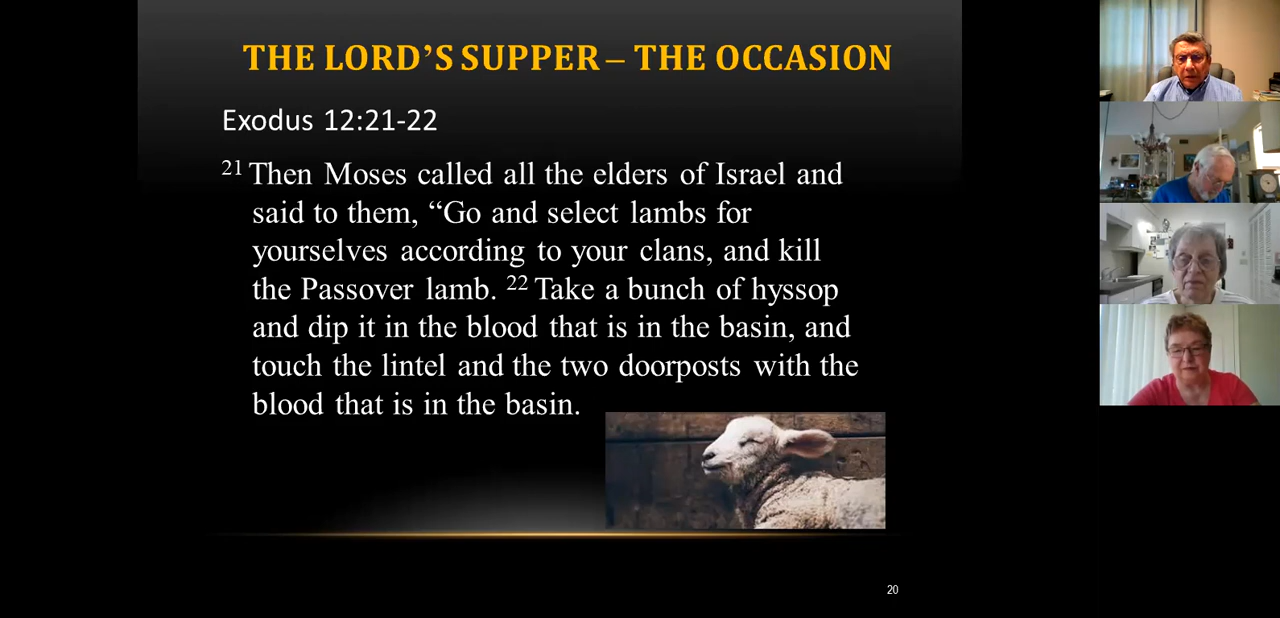 THE LORD’S SUPPER – THE OCCASION
Exodus 12:21-22
21 Then Moses called all the elders of Israel and
said to them, “Go and select lambs for
yourselves according to your clans, and kill
the Passover lamb. 22 Take a bunch of hyssop
and dip it in the blood that is in the basin, and
touch the lintel and the two doorposts with the
blood that is in the basin.
20